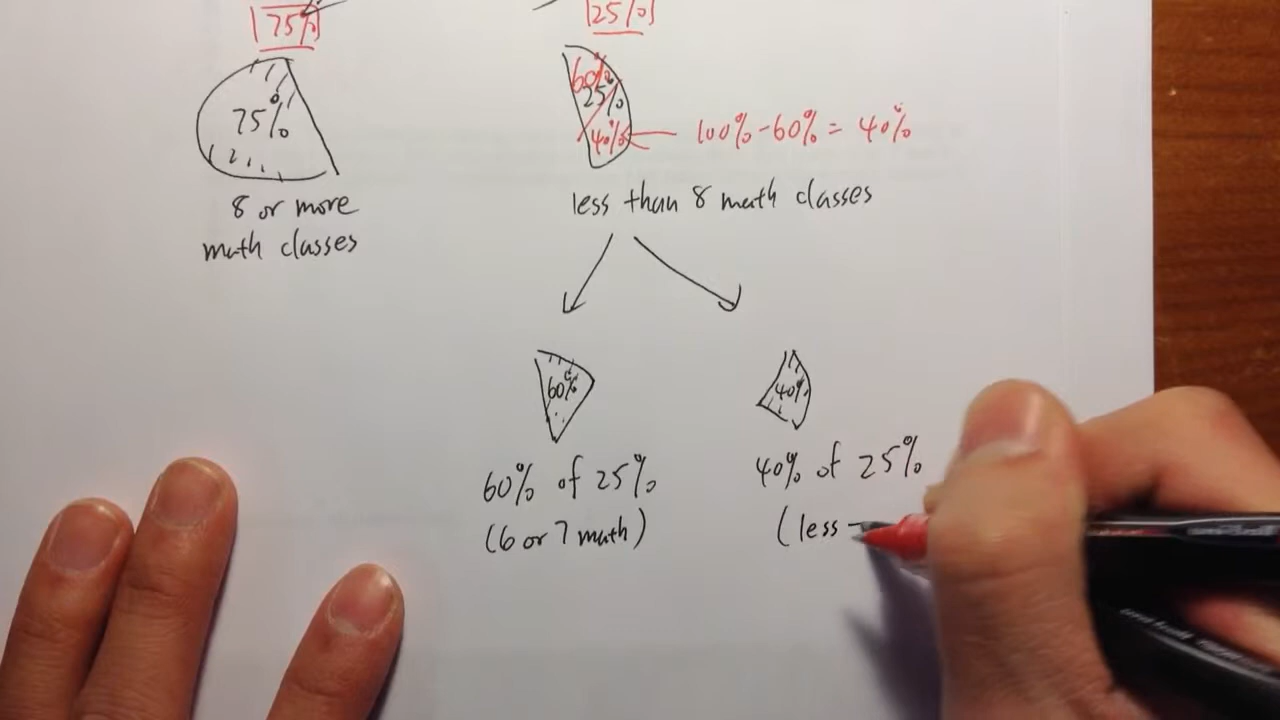 75%
25%
75%
60%
25%
40%
100%-60% = 40%
8 or more
math classes
less than 8 math classes
60%
40%
60% of 25%
(6 or 7 math)
40% of 25%
(less